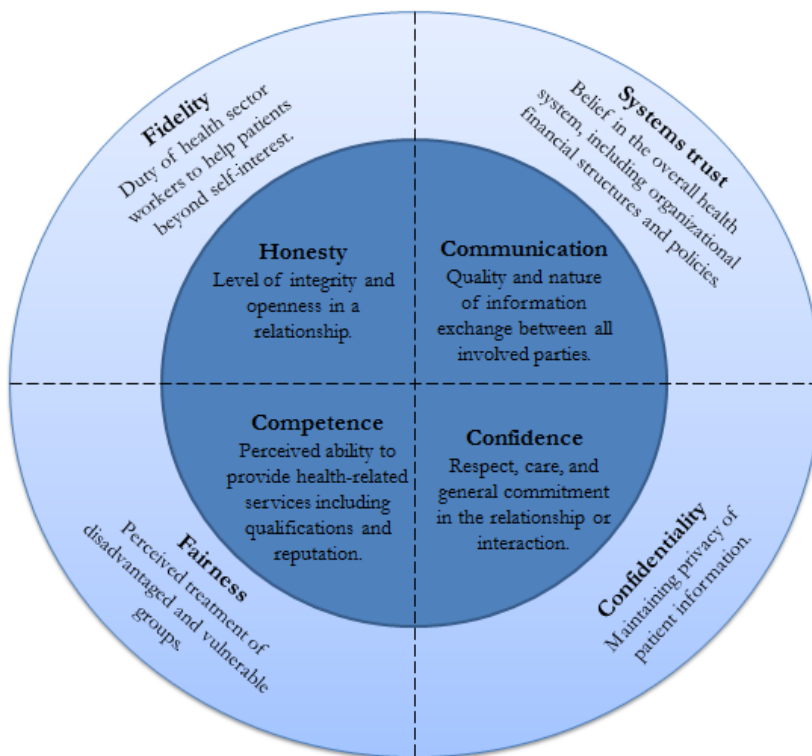 Fidelity
Duty of health sector
workers to help patients
beyond self-interest.
Systems trust
Belief in the overall health
system, including organizational
financial structures and policies.
Honesty
Level of integrity and
openness in a
relationship.
Communication
Quality and nature
of information
exchange between all
involved parties.
Competence
Perceived ability to
provide health-related
services including
qualifications and
reputation.
Confidence
Respect, care, and
general commitment
in the relationship or
interaction.
Fairness
Perceived treatment of
disadvantaged and vulnerable
groups.
Confidentiality
Maintaining privacy of
patient information.